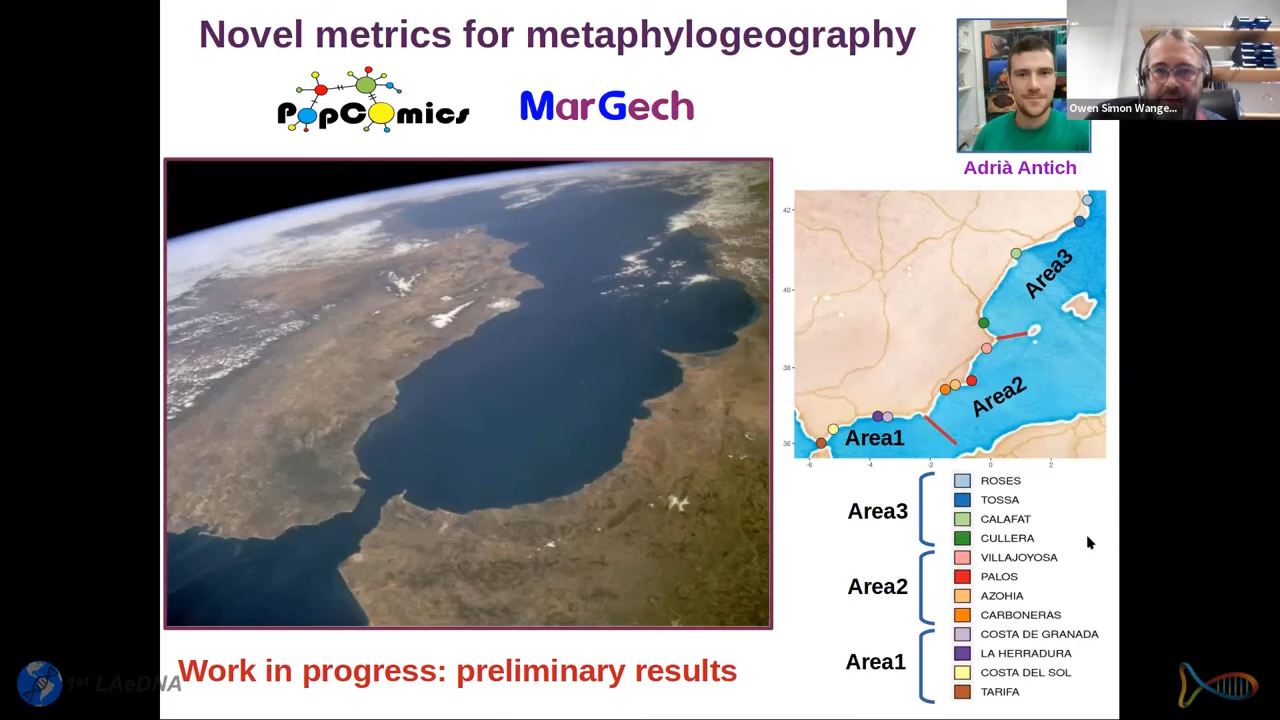 Novel metrics for metaphylogeography
PopComics
MarGech
Owen Simon Wange...
Adrià Antich
42
40
38
36
-6
-4
-2
0
2
Area3
Area2
Area1
Area3
Area2
Area1
ROSES
TOSSA
CALAFAT
CULLERA
VILLAJOYOSA
PALOS
AZOHIA
CARBONERAS
COSTA DE GRANADA
LA HERRADURA
COSTA DEL SOL
TARIFA
Work in progress: preliminary results
1st LAeDNA